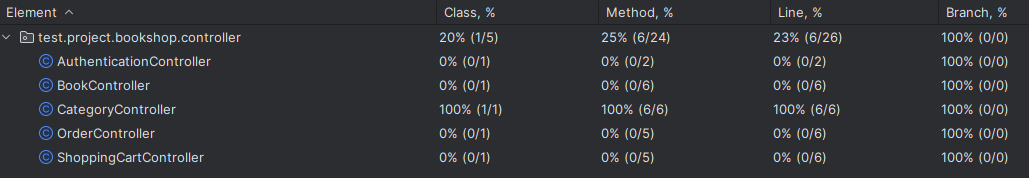 Element Class, % Method, % Line, % Branch, %
test.project.bookshop.controller 20% (1/5) 25% (6/24) 23% (6/26) 100% (0/0)
AuthenticationController 0% (0/1) 0% (0/2) 0% (0/2) 100% (0/0)
BookController 0% (0/1) 0% (0/6) 0% (0/6) 100% (0/0)
CategoryController 100% (1/1) 100% (6/6) 100% (6/6) 100% (0/0)
OrderController 0% (0/1) 0% (0/5) 0% (0/6) 100% (0/0)
ShoppingCartController 0% (0/1) 0% (0/5) 0% (0/6) 100% (0/0)